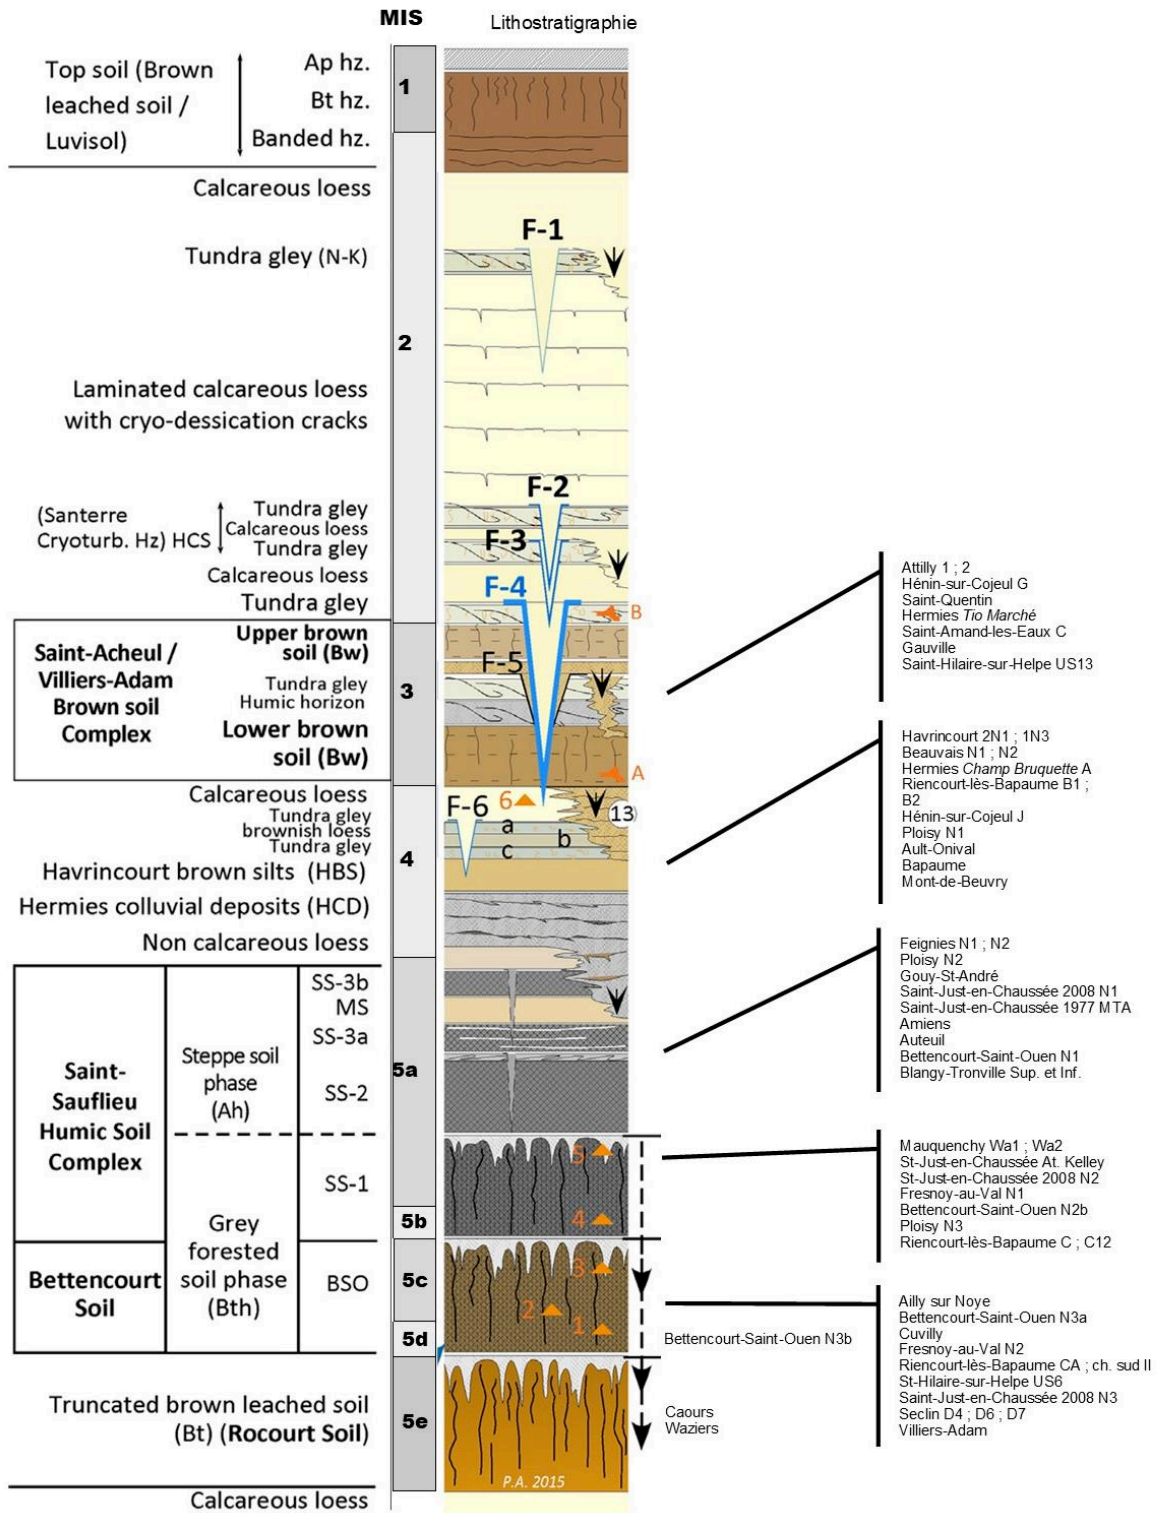 MIS
Lithostratigraphie
Top soil (Brown
leached soil /
Luvisol)
Ap hz.
Bt hz.
Banded hz.
1
Calcareous loess
F-1
Tundra gley (N-K)
2
Laminated calcareous loess
with cryo-dessication cracks
F-2
(Santerre
Cryoturb. Hz) HCS
Tundra gley
Calcareous loess
Tundra gley
F-3
Calcareous loess
F-4
Tundra gley
B
Saint-Acheul /
Villiers-Adam
Brown soil
Complex
Upper brown
soil (Bw)
F-5
Tundra gley
Humic horizon
3
Lower brown
soil (Bw)
A
Calcareous loess
Tundra gley
brownish loess
Tundra gley
F-6
6
a
b
c
13
4
Havrincourt brown silts (HBS)
Hermies colluvial deposits (HCD)
Non calcareous loess
Saint-
Sauflieu
Humic Soil
Complex
Steppe soil
phase
(Ah)
SS-3b
MS
SS-3a
SS-2
5a
SS-1
5
4
5b
Grey
forested
soil phase
(Bth)
Bettencourt
Soil
BSO
5c
3
2
1
5d
Truncated brown leached soil
(Bt) (Rocourt Soil)
5e
P.A. 2015
Calcareous loess
Attilly 1 ; 2
Hénin-sur-Cojeul G
Saint-Quentin
Hermies Tio Marché
Saint-Amand-les-Eaux C
Gauville
Saint-Hilaire-sur-Helpe US13
Havrincourt 2N1 ; 1N3
Beauvais N1 ; N2
Hermies Champ Bruquette A
Riencourt-lès-Bapaume B1 ;
B2
Hénin-sur-Cojeul J
Ploisy N1
Ault-Onival
Bapaume
Mont-de-Beuvry
Feignies N1 ; N2
Ploisy N2
Gouy-St-André
Saint-Just-en-Chaussée 2008 N1
Saint-Just-en-Chaussée 1977 MTA
Amiens
Auteuil
Bettencourt-Saint-Ouen N1
Blangy-Tronville Sup. et Inf.
Mauquenchy Wa1 ; Wa2
St-Just-en-Chaussée At. Kelley
St-Just-en-Chaussée 2008 N2
Fresnoy-au-Val N1
Bettencourt-Saint-Ouen N2b
Ploisy N3
Riencourt-lès-Bapaume C ; C12
Ailly sur Noye
Bettencourt-Saint-Ouen N3a
Cuvilly
Fresnoy-au-Val N2
Riencourt-lès-Bapaume CA ; ch. sud II
St-Hilaire-sur-Helpe US6
Saint-Just-en-Chaussée 2008 N3
Seclin D4 ; D6 ; D7
Villiers-Adam
Bettencourt-Saint-Ouen N3b
Caours
Waziers